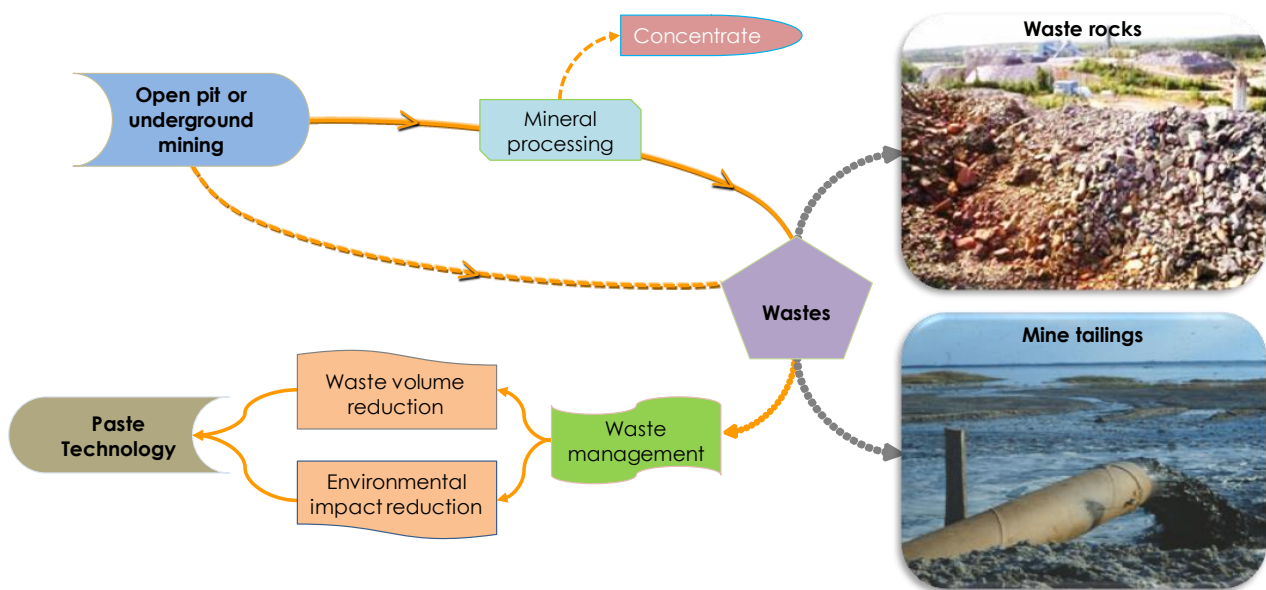 Concentrate
Waste rocks
Open pit or
underground
mining
Mineral
processing
Wastes
Mine tailings
Waste volume
reduction
Paste
Technology
Waste
management
Environmental
impact reduction